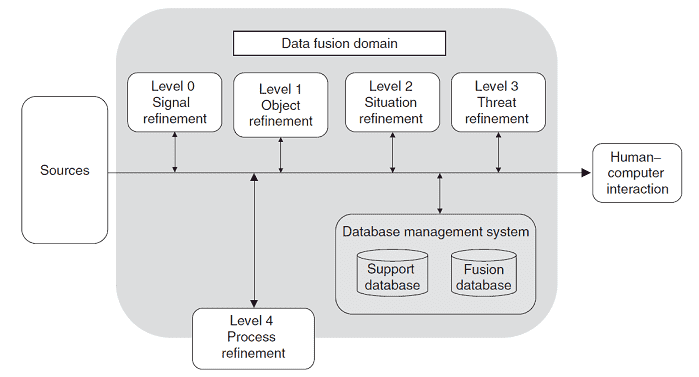 Data fusion domain
Level 0
Signal
refinement
Level 1
Object
refinement
Level 2
Situation
refinement
Level 3
Threat
refinement
Sources
Human–
computer
interaction
Database management system
Support
database
Fusion
database
Level 4
Process
refinement